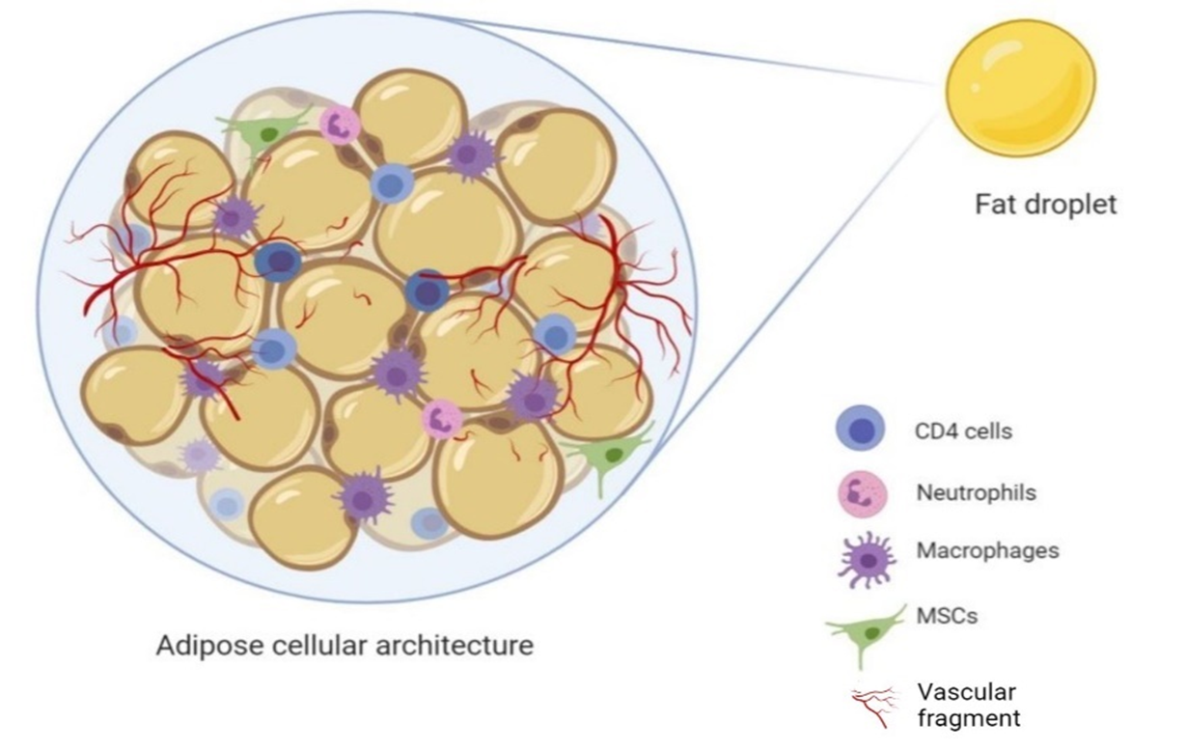 Fat droplet
CD4 cells
Neutrophils
Macrophages
MSCs
Adipose cellular architecture
Vascular
fragment